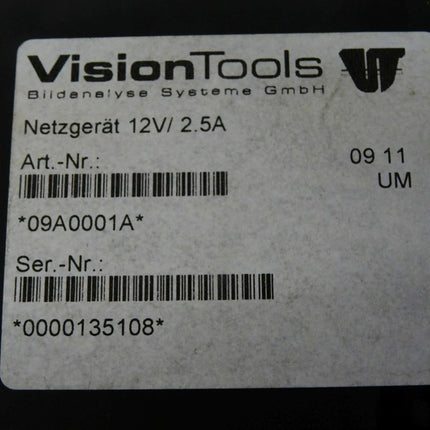 VisionTools
Bildanalyse Systeme GmbH
Netzgerät 12V/ 2.5A
Art.-Nr.: 09 11
UM
*09A0001A*
Ser.-Nr.:
*0000135108*